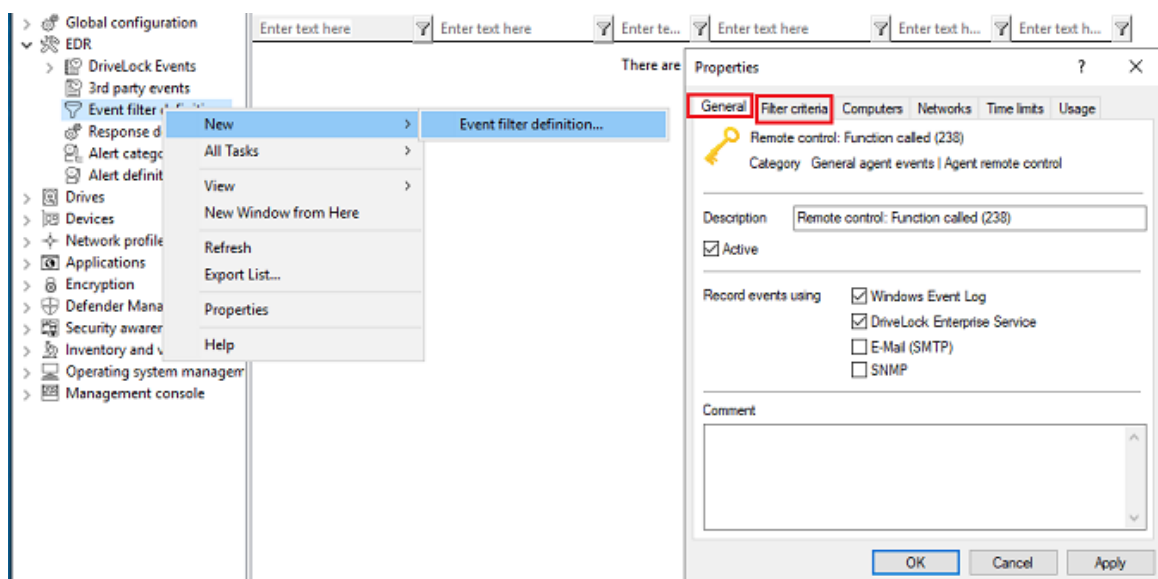 Global configuration
EDR
DriveLock Events
3rd party events
Event filter
Response d
Alert catego
Alert definit
Drives
Devices
Network profile
Applications
Encryption
Defender Mana
Security awarer
Inventory and v
Operating system managem
Management console
New
All Tasks
View
New Window from Here
Refresh
Export List...
Properties
Help
Event filter definition...
Enter text here Enter text here Enter te... Enter text here Enter text h... Enter text h...
There are
Properties ? ×
General Filter criteria Computers Networks Time limits Usage
Remote control: Function called (238)
Category General agent events | Agent remote control
Description Remote control: Function called (238)
Active
Record events using Windows Event Log
DriveLock Enterprise Service
E-Mail (SMTP)
SNMP
Comment
OK Cancel Apply